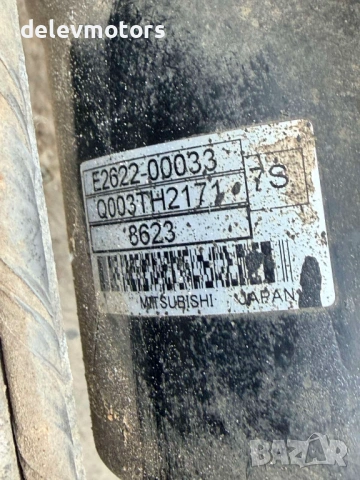 delevmotors
E2622-00033
Q003TH2171
7S
8623
MITSUBISHI JAPAN
BAZAR